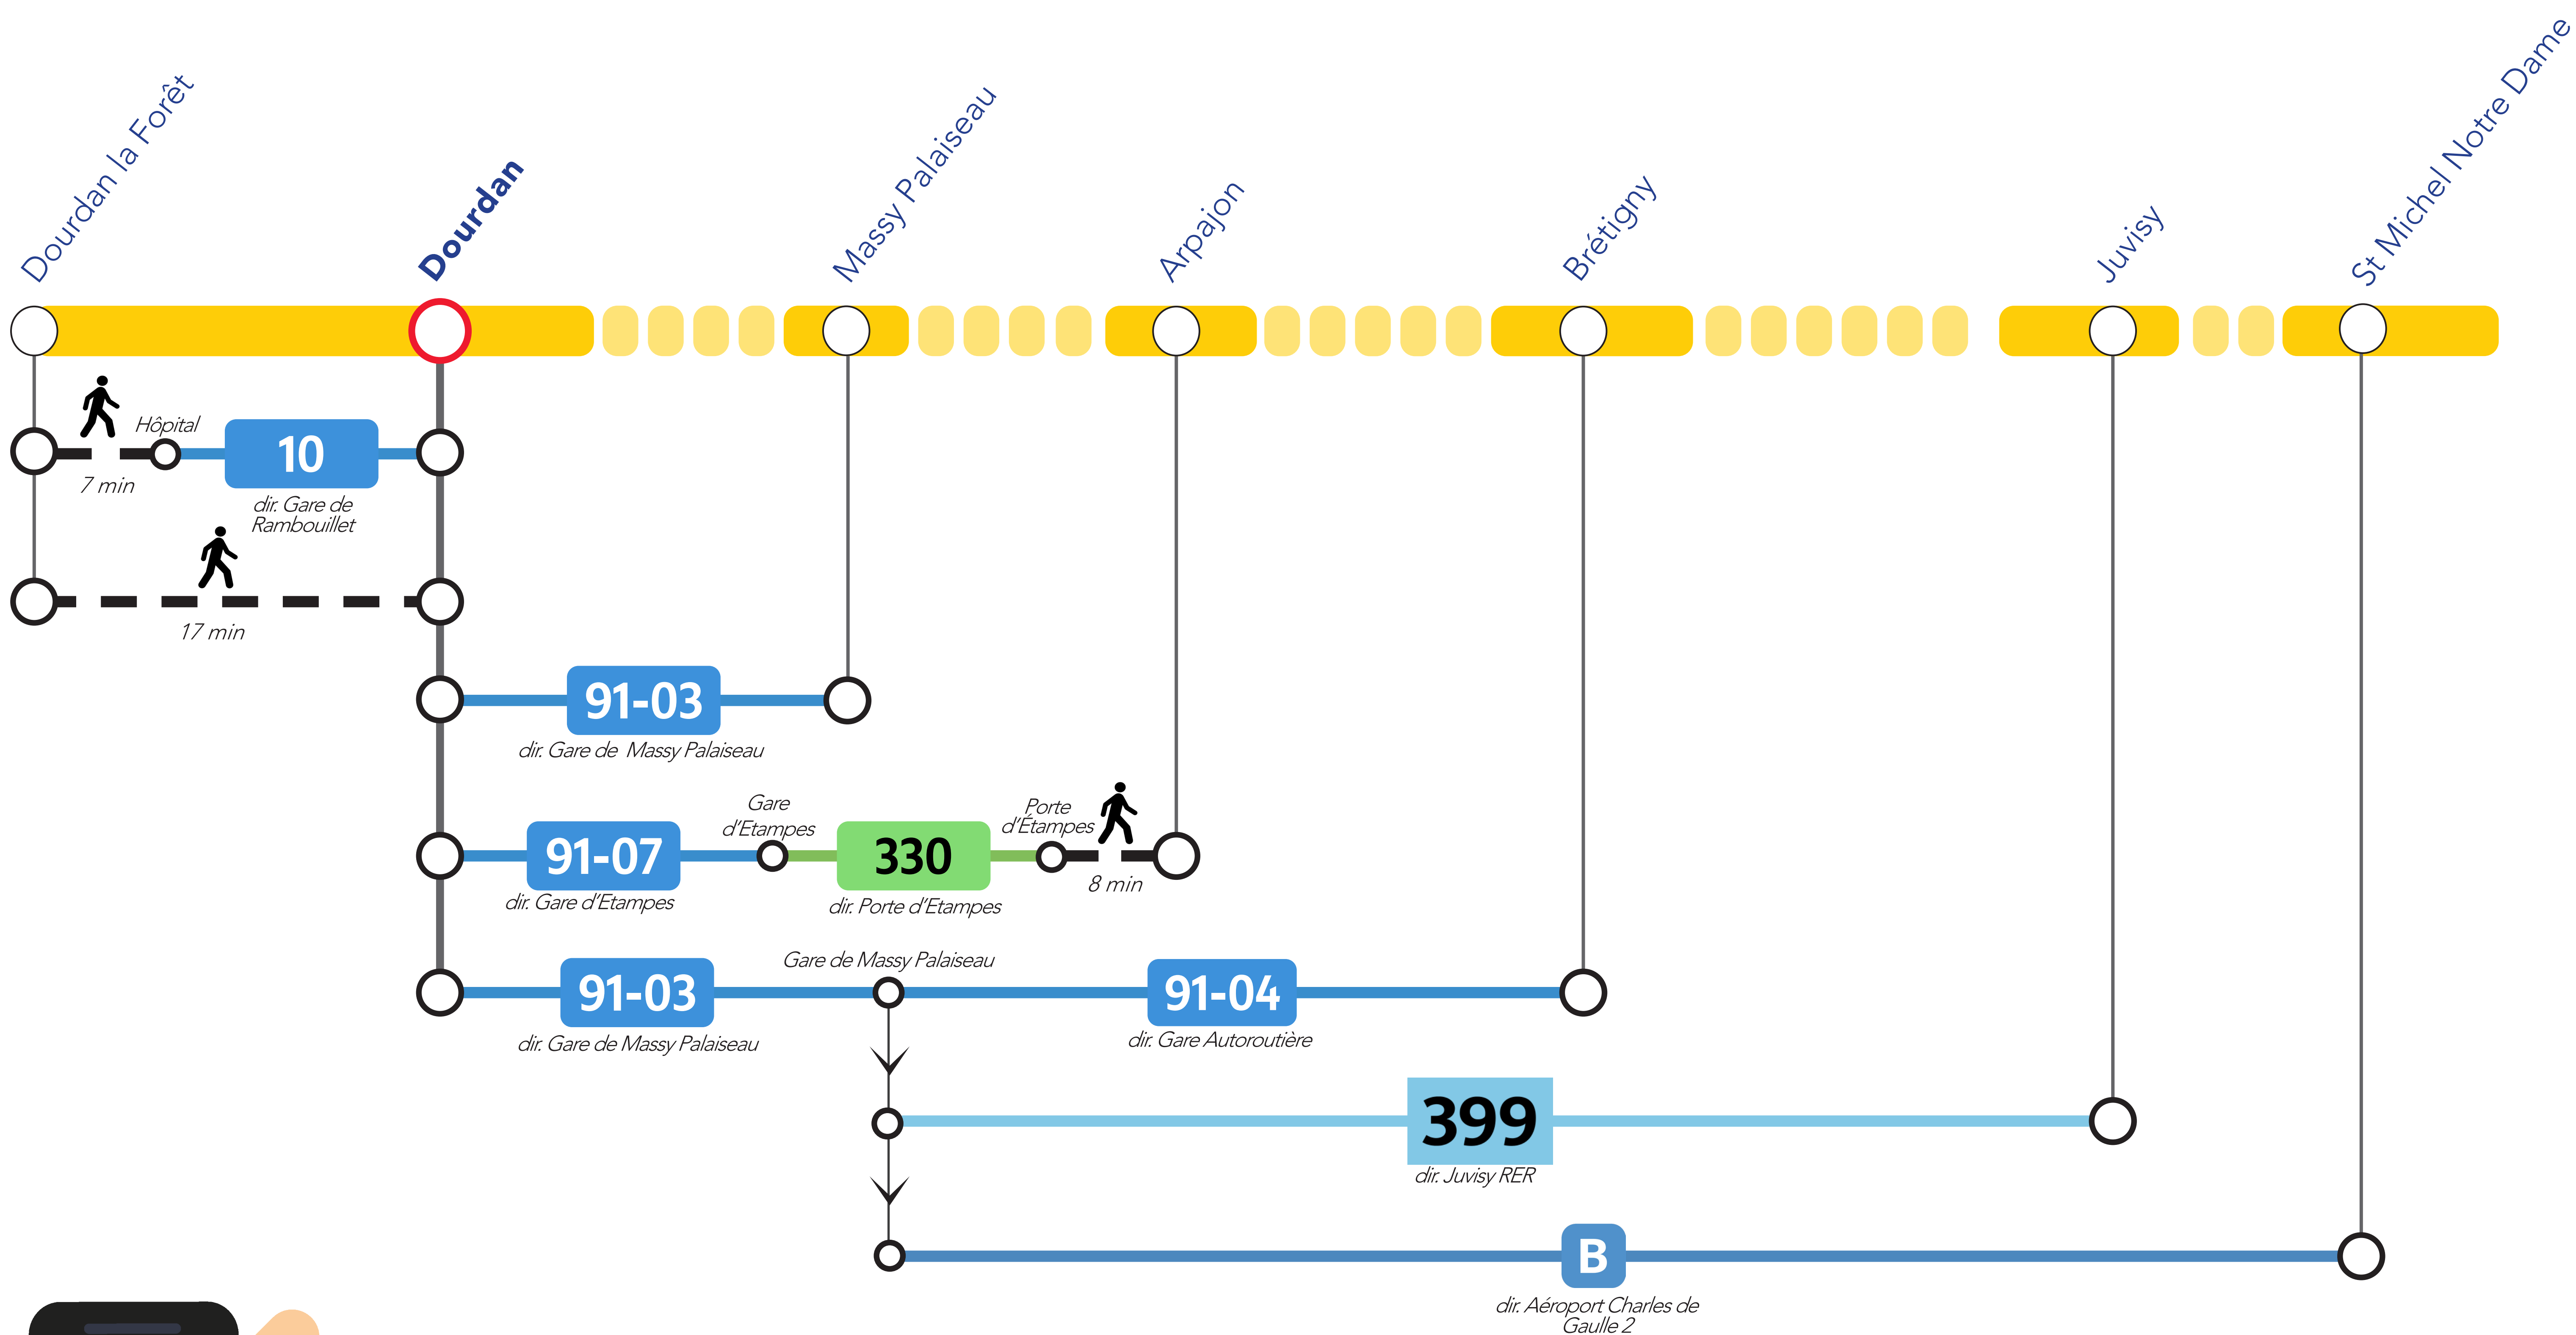 Dourdan la Forêt
Dourdan
Massy Palaiseau
Arpajon
Brétigny
Juvisy
St Michel Notre Dame
Hôpital
10
7 min
dir. Gare de
Rambouillet
17 min
91-03
dir. Gare de Massy Palaiseau
Gare
d'Etampes
Porte
d'Étampes
91-07
330
8 min
dir. Gare d'Etampes
dir. Porte d'Etampes
Gare de Massy Palaiseau
91-03
91-04
dir. Gare de Massy Palaiseau
dir. Gare Autoroutière
399
dir. Juvisy RER
B
dir. Aéroport Charles de
Gaulle 2